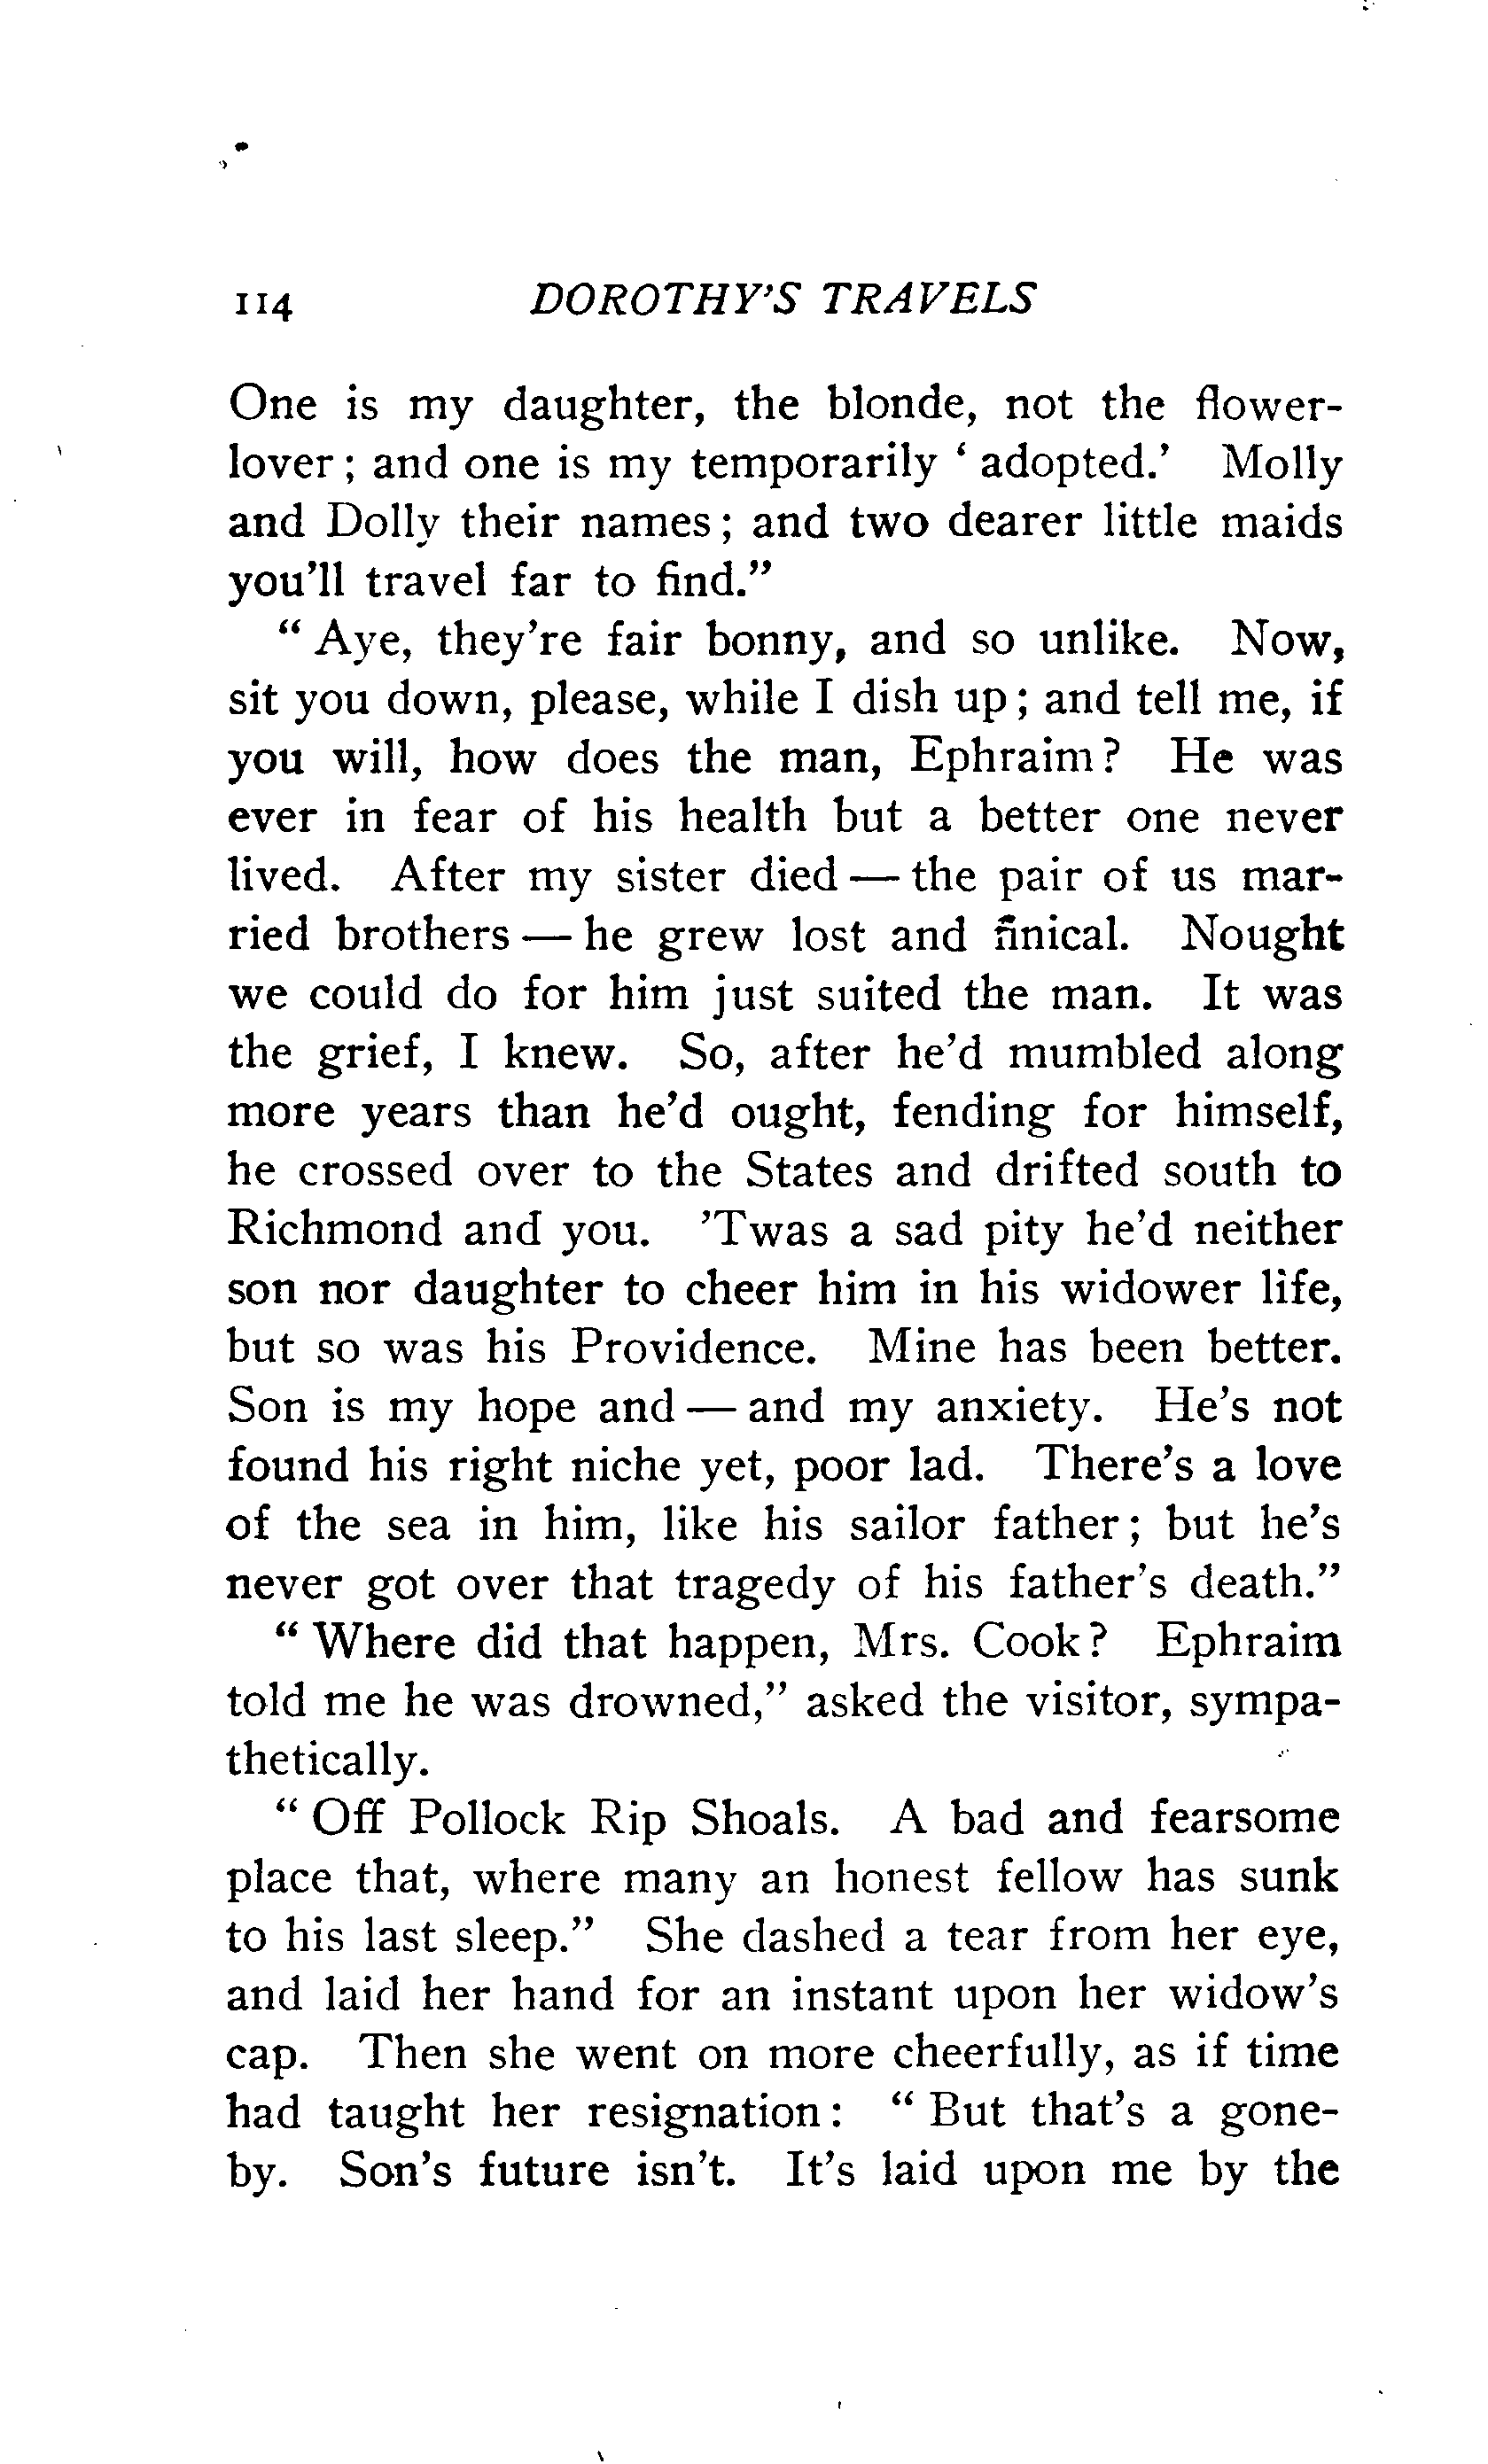 114 DOROTHY'S TRAVELS
One is my daughter, the blonde, not the flower-
lover; and one is my temporarily ‘adopted.’ Molly
and Dolly their names; and two dearer little maids
you'll travel far to find.”
“Aye, they're fair bonny, and so unlike. Now,
sit you down, please, while I dish up; and tell me, if
you will, how does the man, Ephraim? He was
ever in fear of his health but a better one never
lived. After my sister died — the pair of us mar-
ried brothers — he grew lost and finical. Nought
we could do for him just suited the man. It was
the grief, I knew. So, after he'd mumbled along
more years than he'd ought, fending for himself,
he crossed over to the States and drifted south to
Richmond and you. 'Twas a sad pity he'd neither
son nor daughter to cheer him in his widower life,
but so was his Providence. Mine has been better.
Son is my hope and — and my anxiety. He's not
found his right niche yet, poor lad. There's a love
of the sea in him, like his sailor father; but he's
never got over that tragedy of his father's death.”
“Where did that happen, Mrs. Cook? Ephraim
told me he was drowned,” asked the visitor, sympa-
thetically.
“Off Pollock Rip Shoals. A bad and fearsome
place that, where many an honest fellow has sunk
to his last sleep.” She dashed a tear from her eye,
and laid her hand for an instant upon her widow's
cap. Then she went on more cheerfully, as if time
had taught her resignation: “But that's a gone-
by. Son's future isn't. It's laid upon me by the